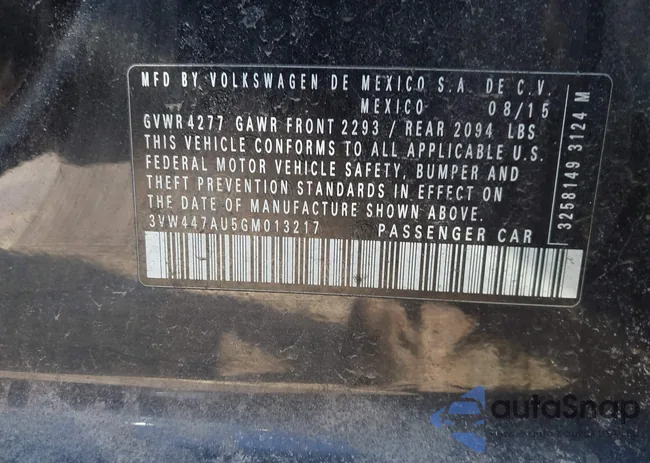 MFD BY VOLKSWAGEN DE MEXICO S.A. DE C.V.
MEXICO 08/15
GVWR 4277 GAWR FRONT 2293 / REAR 2094 LBS
THIS VEHICLE CONFORMS TO ALL APPLICABLE U.S.
FEDERAL MOTOR VEHICLE SAFETY, BUMPER AND
THEFT PREVENTION STANDARDS IN EFFECT ON
THE DATE OF MANUFACTURE SHOWN ABOVE.
3VW447AU5GM013217 PASSENGER CAR
3258149 3124 M
autoSnap